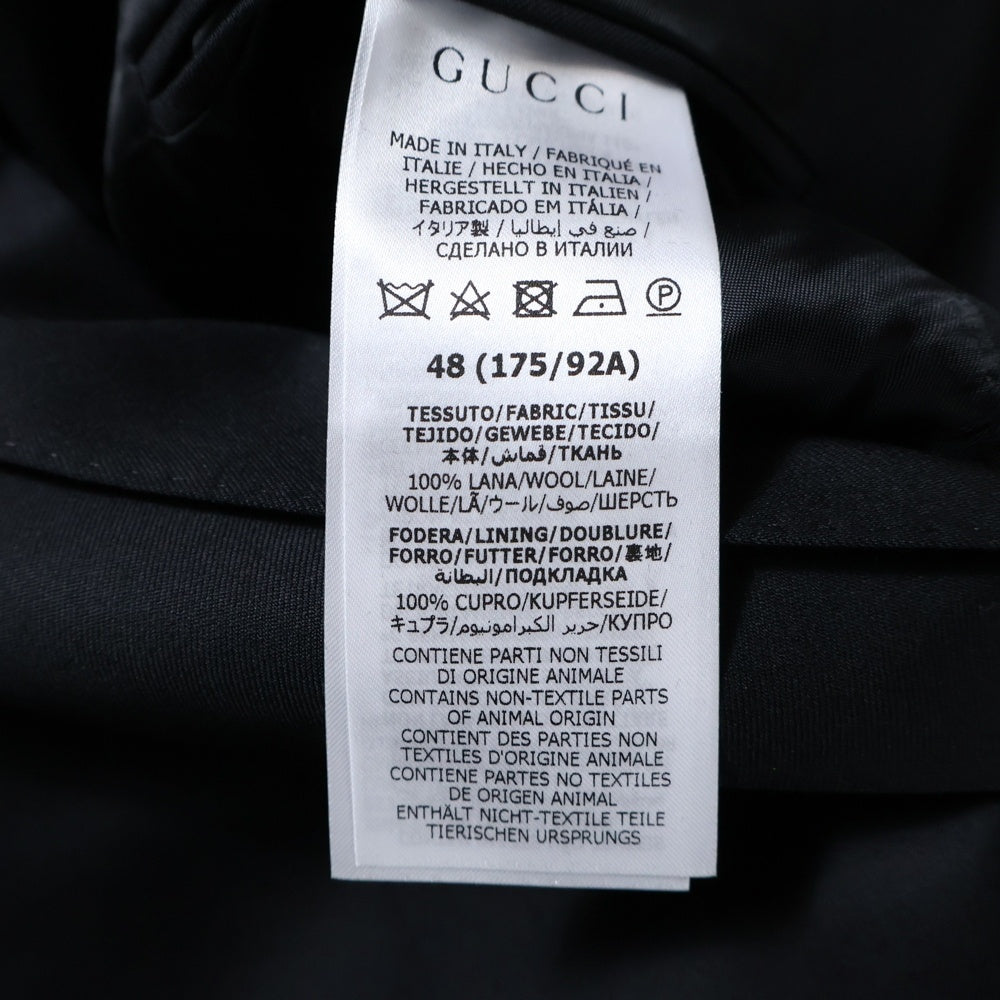 GUCCI
MADE IN ITALY / FABRIQUÉ EN
ITALIE / HECHO EN ITALIA /
HERGESTELLT IN ITALIEN /
FABRICADO EM ITÁLIA /
イタリア製 / صنع في إيطاليا /
СДЕЛАНО В ИТАЛИИ
P
48 (175/92A)
TESSUTO/FABRIC/TISSU/
TEJIDO/GEWEBE/TECIDO/
本体/قماش/ТКАНЬ
100% LANA/WOOL/LAINE/
WOLLE/LÃ/ウール/صوف/ШЕРСТЬ
FODERA/LINING/DOUBLURE/
FORRO/FUTTER/FORRO/裏地/
البطانة/ПОДКЛАДКА
100% CUPRO/KUPFERSEIDE/
キュプラ/حرير الكبرامونيوم/КУПРО
CONTIENE PARTI NON TESSILI
DI ORIGINE ANIMALE
CONTAINS NON-TEXTILE PARTS
OF ANIMAL ORIGIN
CONTIENT DES PARTIES NON
TEXTILES D'ORIGINE ANIMALE
CONTIENE PARTES NO TEXTILES
DE ORIGEN ANIMAL
ENTHÄLT NICHT-TEXTILE TEILE
TIERISCHEN URSPRUNGS